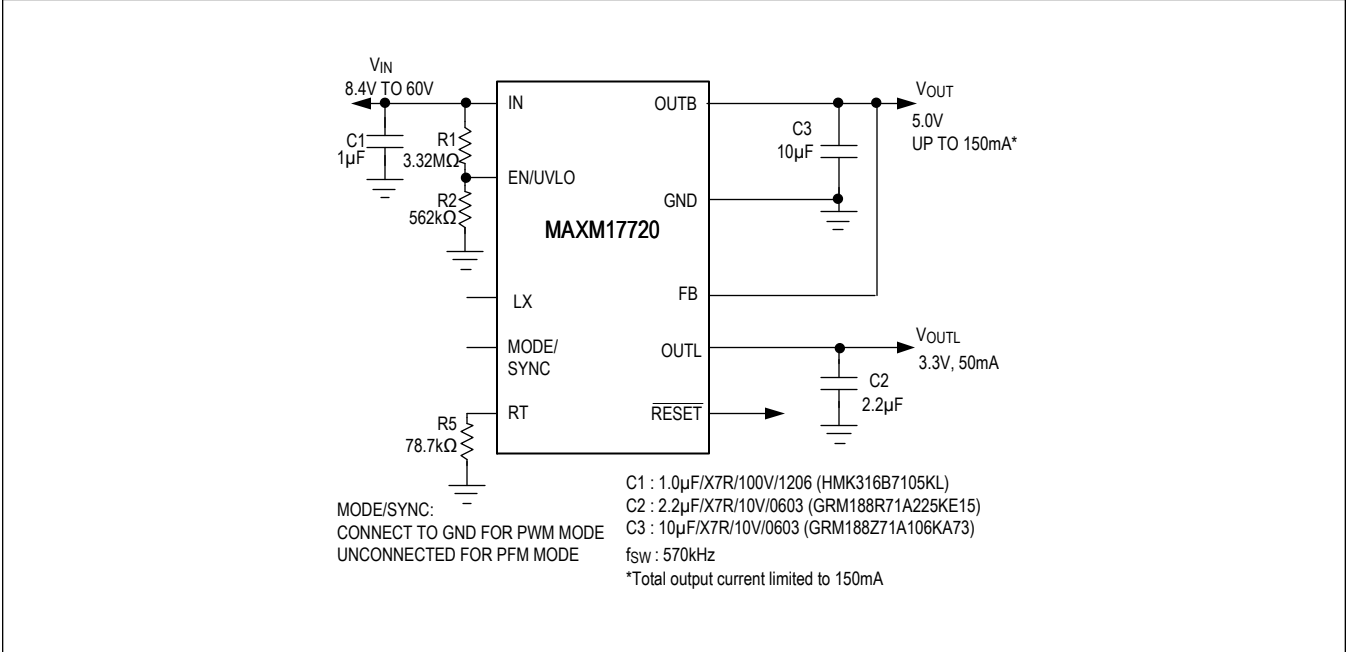 VIN
8.4V TO 60V
C1
1µF
R1
3.32MΩ
R2
562kΩ
IN
EN/UVLO
LX
MODE/
SYNC
RT
R5
78.7kΩ
MAXM17720
OUTB
GND
FB
OUTL
RESET
C3
10µF
VOUT
5.0V
UP TO 150mA*
VOUTL
3.3V, 50mA
C2
2.2µF
MODE/SYNC:
CONNECT TO GND FOR PWM MODE
UNCONNECTED FOR PFM MODE
C1 : 1.0µF/X7R/100V/1206 (HMK316B7105KL)
C2 : 2.2µF/X7R/10V/0603 (GRM188R71A225KE15)
C3 : 10µF/X7R/10V/0603 (GRM188Z71A106KA73)
fSW : 570kHz
*Total output current limited to 150mA